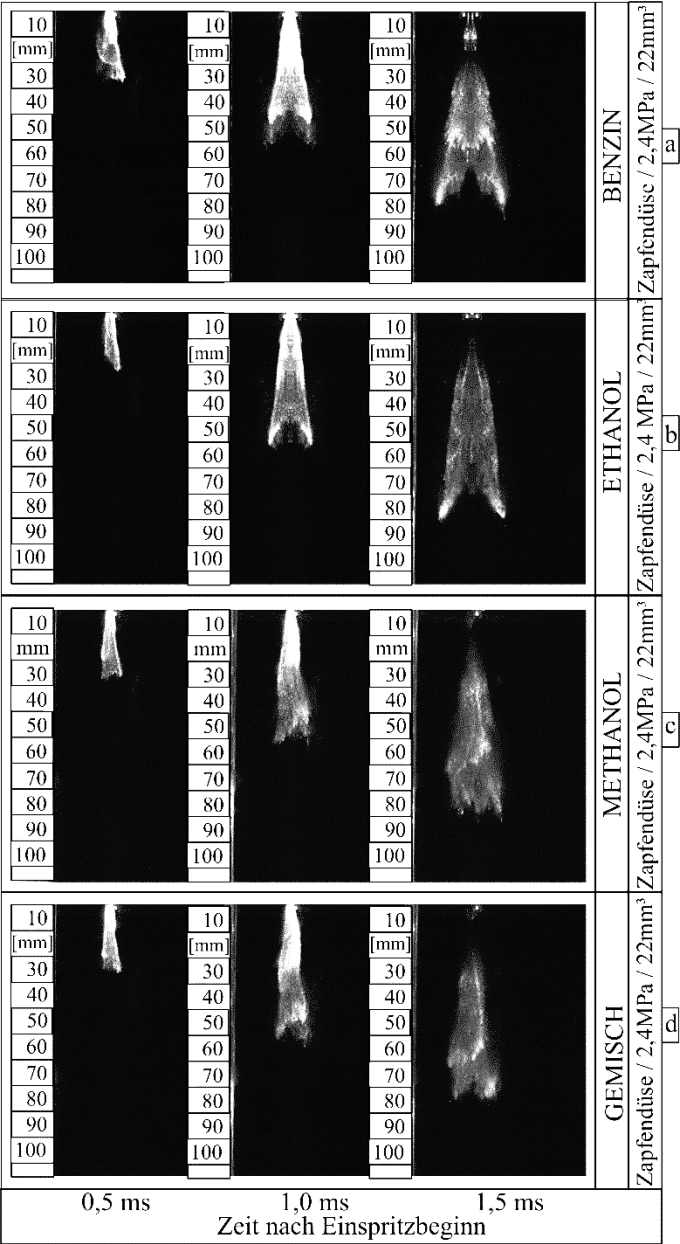 10 10 10
[mm] [mm] [mm]
30 30 30
40 40 40
50 50 50
60 60 60
70 70 70
80 80 80
90 90 90
100 100 100
BENZIN
Zapfendüse / 2,4MPa / 22mm³
a
10 10 10
[mm] [mm] [mm]
30 30 30
40 40 40
50 50 50
60 60 60
70 70 70
80 80 80
90 90 90
100 100 100
ETHANOL
Zapfendüse / 2,4 MPa / 22mm³
b
10 10 10
mm mm mm
30 30 30
40 40 40
50 50 50
60 60 60
70 70 70
80 80 80
90 90 90
100 100 100
METHANOL
Zapfendüse / 2,4MPa / 22mm³
c
10 10 10
[mm] [mm] [mm]
30 30 30
40 40 40
50 50 50
60 60 60
70 70 70
80 80 80
90 90 90
100 100 100
GEMISCH
Zapfendüse / 2,4MPa / 22mm³
d
0,5 ms 1,0 ms 1,5 ms
Zeit nach Einspritzbeginn